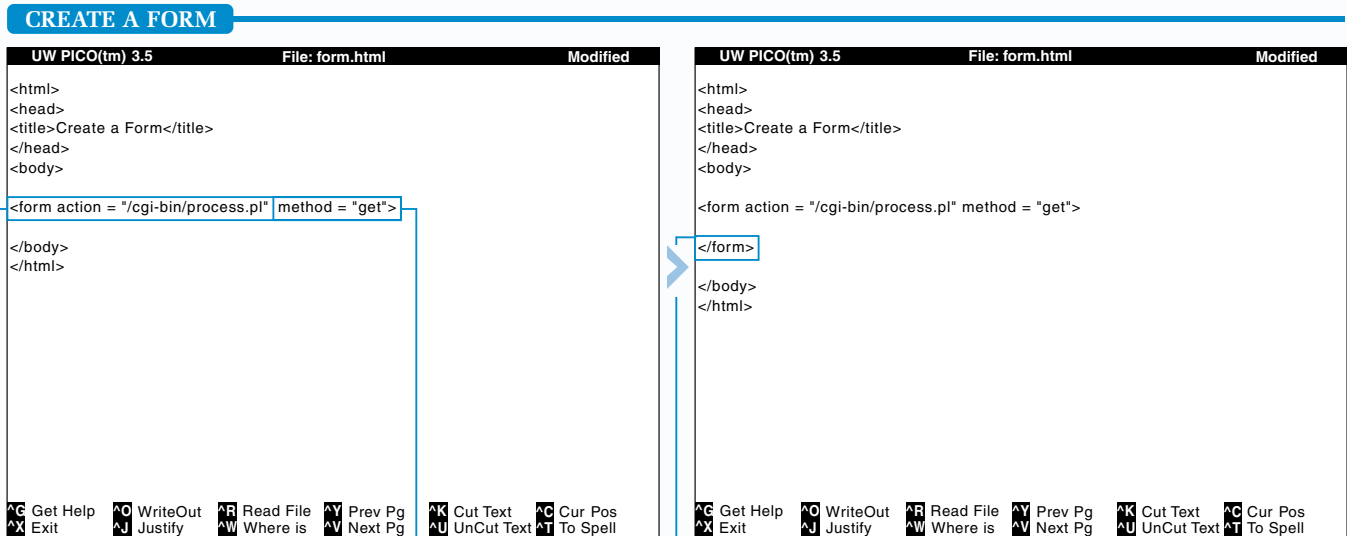 CREATE A FORM
UW PICO(tm) 3.5 File: form.html Modified
<html>
<head>
<title>Create a Form</title>
</head>
<body>
<form action = "/cgi-bin/process.pl" method = "get">
</body>
</html>
^G Get Help ^O WriteOut ^R Read File ^Y Prev Pg ^K Cut Text ^C Cur Pos
^X Exit ^J Justify ^W Where is ^V Next Pg ^U UnCut Text ^T To Spell
UW PICO(tm) 3.5 File: form.html Modified
<html>
<head>
<title>Create a Form</title>
</head>
<body>
<form action = "/cgi-bin/process.pl" method = "get">
</form>
</body>
</html>
^G Get Help ^O WriteOut ^R Read File ^Y Prev Pg ^K Cut Text ^C Cur Pos
^X Exit ^J Justify ^W Where is ^V Next Pg ^U UnCut Text ^T To Spell